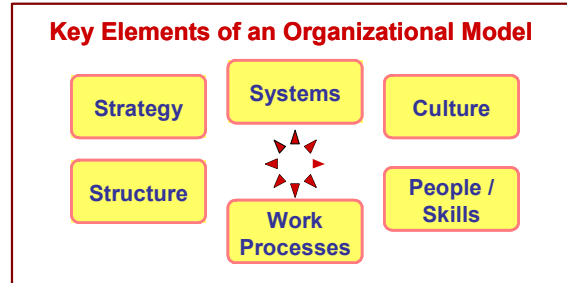 Key Elements of an Organizational Model
Strategy
Systems
Culture
Structure
Work
Processes
People /
Skills